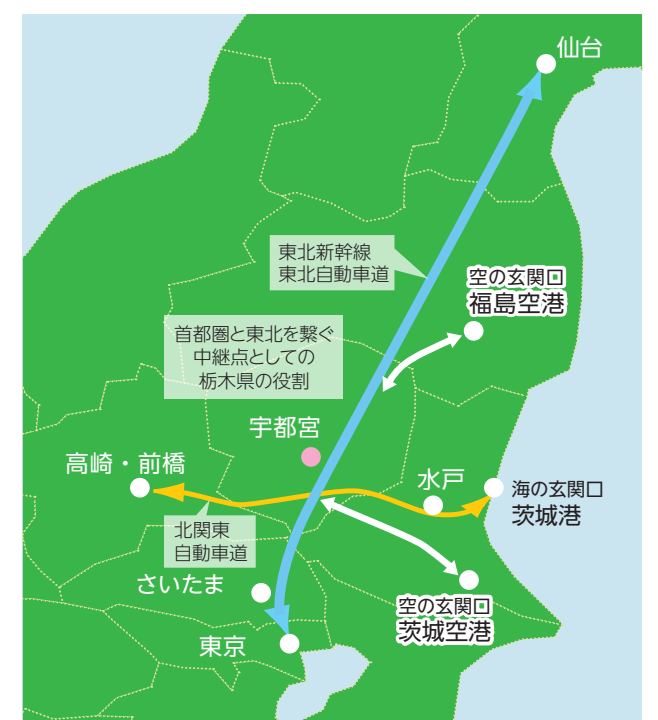 仙台
東北新幹線
東北自動車道
空の玄関口
福島空港
首都圏と東北を繋ぐ
中継点としての
栃木県の役割
宇都宮
高崎・前橋
水戸
海の玄関口
茨城港
北関東
自動車道
さいたま
空の玄関口
茨城空港
東京